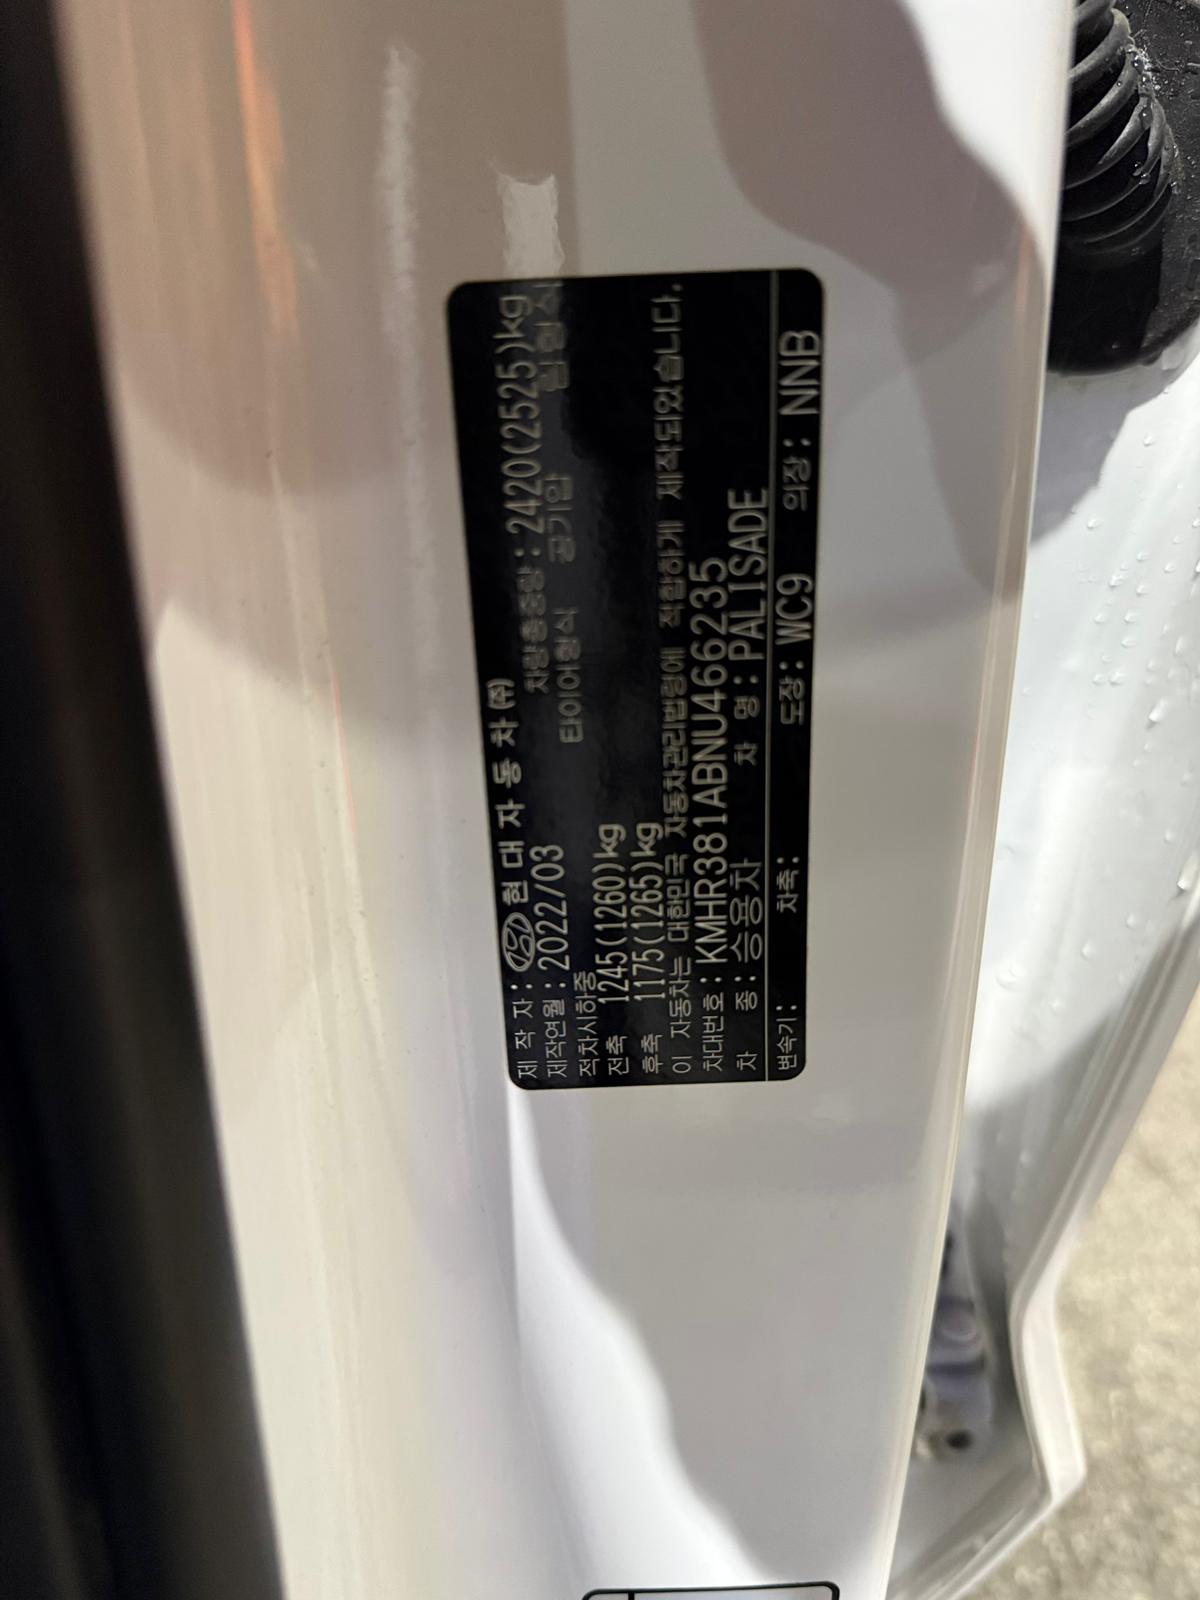 제 작 자 : 현 대 자 동 차 ㈜
제작연월 : 2022/03 차량총중량 : 2420(2525)kg
적차시하중 타이어형식 공기압 림형식
전축 1245(1260)kg
후축 1175(1265)kg
이 자동차는 대한민국 자동차관리법령에 적합하게 제작되었습니다.
차대번호 : KMHR381ABNU466235
차 종 : 승용차 차 명 : PALISADE
변속기 : 차축 : 도장 : WC9 의장 : NNB